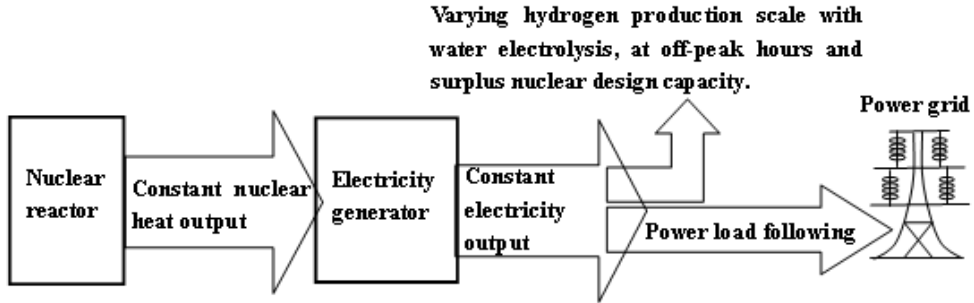 Varying hydrogen production scale with
water electrolysis, at off-peak hours and
surplus nuclear design capacity.
Power grid
Nuclear
reactor
Constant nuclear
heat output
Electricity
generator
Constant
electricity
output
Power load following